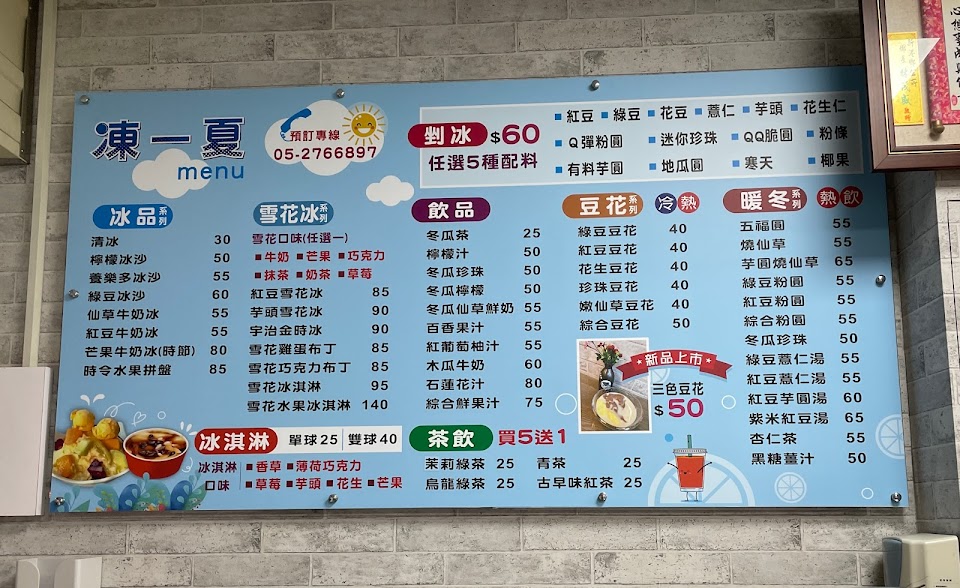 凍一夏
menu
預訂專線
05-2766897
剉冰 $60
任選5種配料
▪紅豆 ▪綠豆 ▪花豆 ▪薏仁 ▪芋頭 ▪花生仁
▪Q彈粉圓 ▪迷你珍珠 ▪QQ脆圓 ▪粉條
▪有料芋圓 ▪地瓜圓 ▪寒天 ▪椰果
冰品系列
清冰 30
檸檬冰沙 50
養樂多冰沙 55
綠豆冰沙 60
仙草牛奶冰 55
紅豆牛奶冰 55
芒果牛奶冰(時節) 80
時令水果拼盤 85
雪花冰系列
雪花口味(任選一)
▪牛奶 ▪芒果 ▪巧克力
▪抹茶 ▪奶茶 ▪草莓
紅豆雪花冰 85
芋頭雪花冰 90
宇治金時冰 90
雪花雞蛋布丁 85
雪花巧克力布丁 85
雪花冰淇淋 95
雪花水果冰淇淋 140
飲品
冬瓜茶 25
檸檬汁 50
冬瓜珍珠 50
冬瓜檸檬 50
冬瓜仙草鮮奶 55
百香果汁 55
紅葡萄柚汁 55
木瓜牛奶 60
石蓮花汁 80
綜合鮮果汁 75
豆花系列 冷熱
綠豆豆花 40
紅豆豆花 40
花生豆花 40
珍珠豆花 40
嫩仙草豆花 40
綜合豆花 50
新品上市
三色豆花
$50
暖冬系列 熱飲
五福圓 55
燒仙草 55
芋圓燒仙草 65
綠豆粉圓 55
紅豆粉圓 55
綜合粉圓 55
冬瓜珍珠 50
綠豆薏仁湯 55
紅豆薏仁湯 55
紅豆芋圓湯 60
紫米紅豆湯 65
杏仁茶 55
黑糖薑汁 50
冰淇淋 單球25 雙球40
冰淇淋口味
▪香草 ▪薄荷巧克力
▪草莓 ▪芋頭 ▪花生 ▪芒果
茶飲 買5送1
茉莉綠茶 25 青茶 25
烏龍綠茶 25 古早味紅茶 25